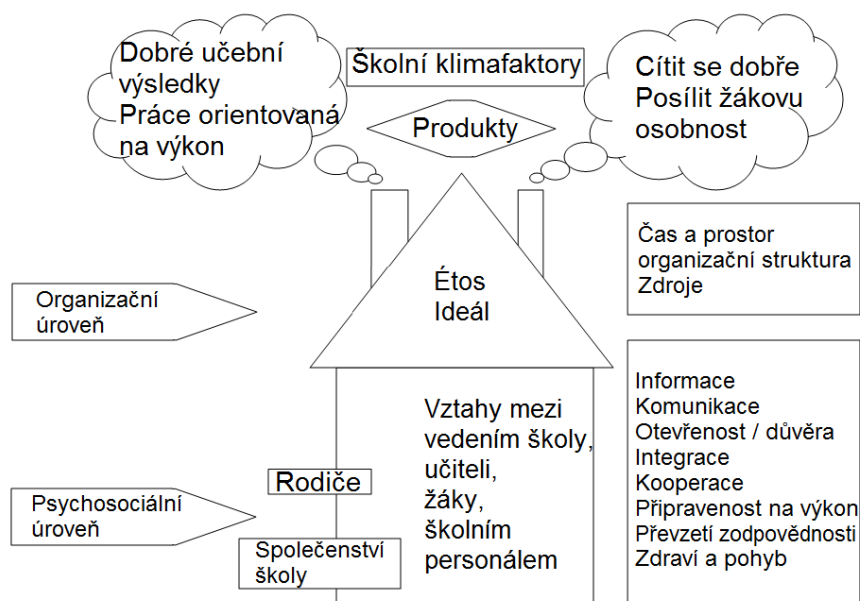 Dobré učební
výsledky
Práce orientovaná
na výkon
Školní klimafaktory
Produkty
Cítit se dobře
Posílit žákovu
osobnost
Étos
Ideál
Čas a prostor
organizační struktura
Zdroje
Organizační
úroveň
Vztahy mezi
vedením školy,
učiteli,
žáky,
školním
personálem
Rodiče
Společenství
školy
Psychosociální
úroveň
Informace
Komunikace
Otevřenost / důvěra
Integrace
Kooperace
Připravenost na výkon
Převzetí zodpovědnosti
Zdraví a pohyb